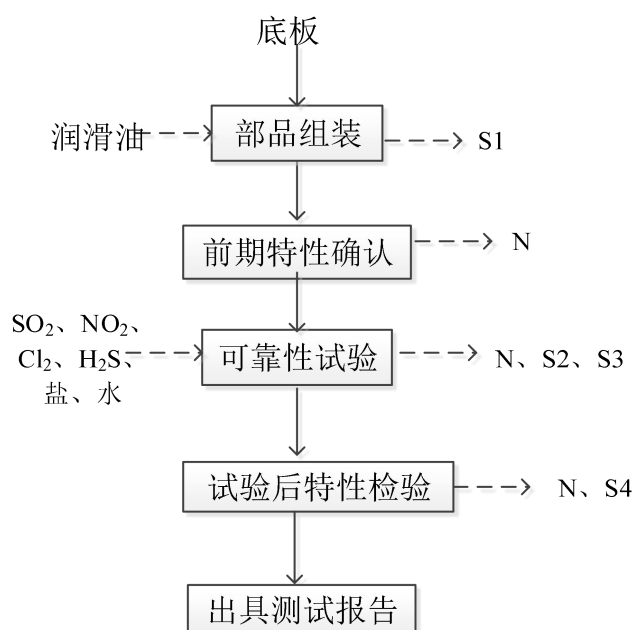 底板
润滑油
部品组装
S1
前期特性确认
N
SO₂、NO₂、
Cl₂、H₂S、
盐、水
可靠性试验
N、S2、S3
试验后特性检验
N、S4
出具测试报告